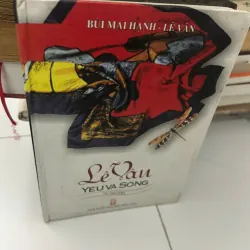 BÙI MAI HẠNH - LÊ VÂN
Lê Vân
YÊU VÀ SỐNG